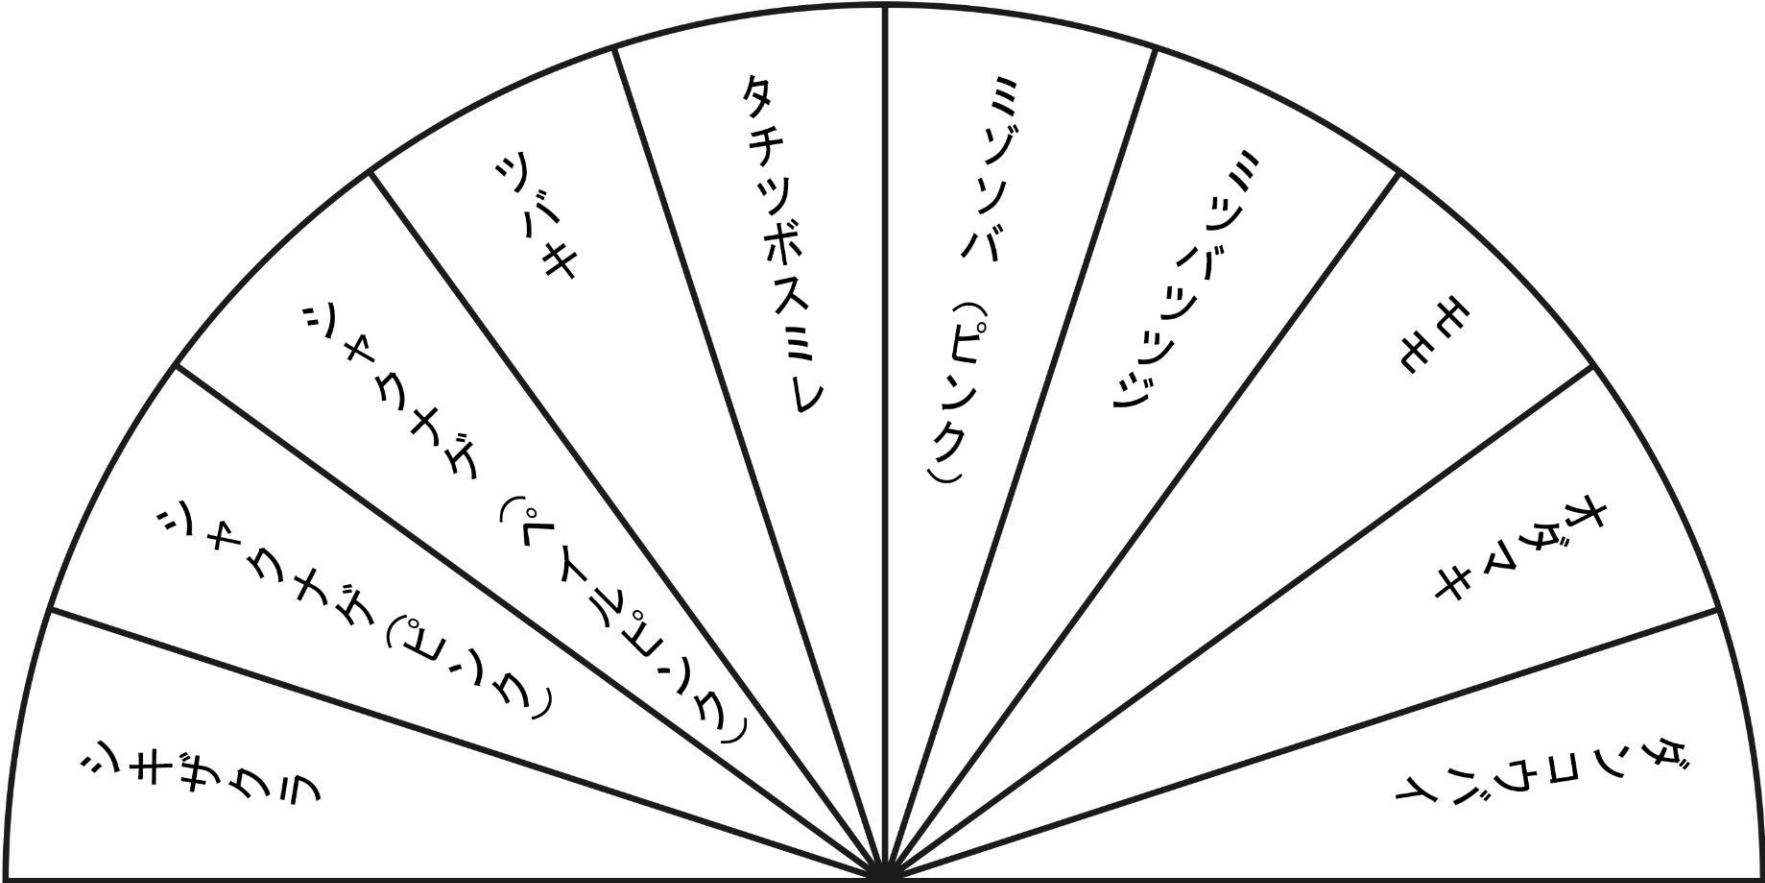 シキザクラ
シャクナゲ（ピンク）
シャクナゲ（ペイルピンク）
ツバキ
タチツボスミレ
ミゾソバ（ピンク）
ミツバツツジ
モモ
オダマキ
ダンコウバイ